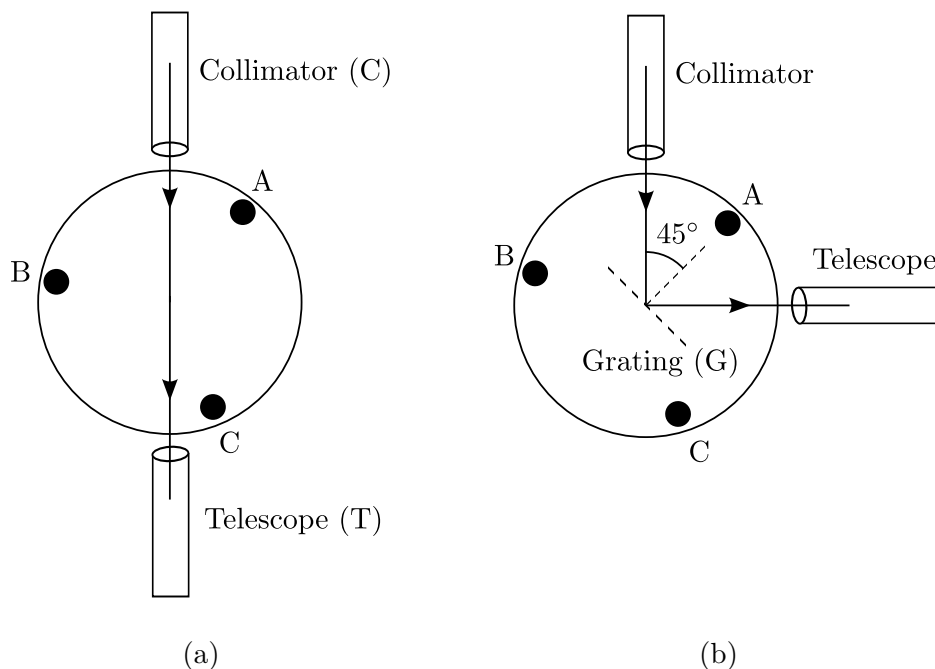 Collimator (C)
A
B
C
Telescope (T)
(a)
Collimator
A
45°
B
Telescope
Grating (G)
C
(b)